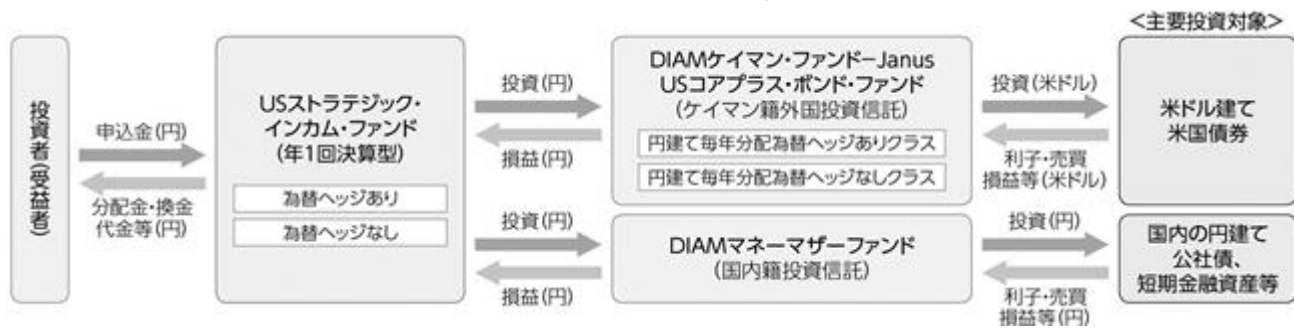 <主要投資対象>
投資者(受益者)
申込金(円)
分配金・換金
代金等(円)
USストラテジック・
インカム・ファンド
(年1回決算型)
為替ヘッジあり
為替ヘッジなし
投資(円)
損益(円)
投資(円)
損益(円)
DIAMケイマン・ファンドーJanus
USコアプラス・ボンド・ファンド
(ケイマン籍外国投資信託)
円建て毎年分配為替ヘッジありクラス
円建て毎年分配為替ヘッジなしクラス
DIAMマネーマザーファンド
(国内籍投資信託)
投資(米ドル)
利子・売買
損益等(米ドル)
投資(円)
利子・売買
損益等(円)
米ドル建て
米国債券
国内の円建て
公社債、
短期金融資産等